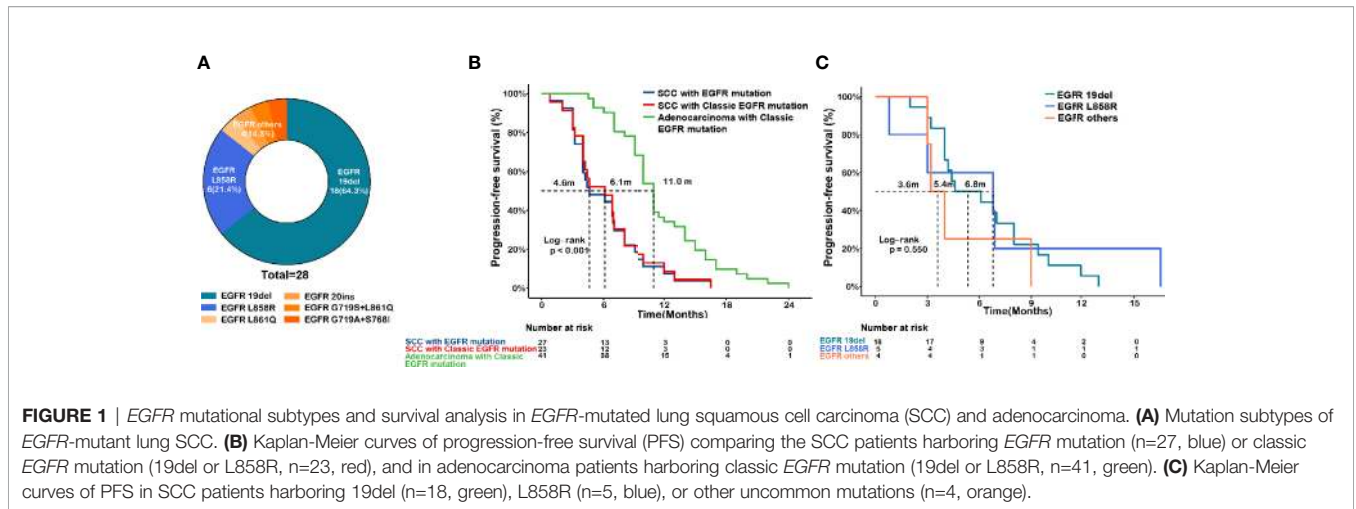 A
EGFR others
EGFR
L858R
6(21.4%)
EGFR
19del
18(64.3%)
Total=28
EGFR 19del
EGFR 20ins
EGFR L858R
EGFR G719S+L861Q
EGFR L861Q
EGFR G719A+S768I
B
SCC with EGFR mutation
SCC with Classic EGFR mutation
Adenocarcinoma with Classic
EGFR mutation
Progression-free survival (%)
100%
80%
60%
40%
20%
0%
4.6m
6.1m
11.0 m
Log-rank
p < 0.001
0
6
12
18
24
Time(Months)
Number at risk
SCC with EGFR mutation 27 13 3 0 0
SCC with Classic EGFR mutation 23 12 3 0 0
Adenocarcinoma with Classic 41 38 15 4 1
EGFR mutation
C
EGFR 19del
EGFR L858R
EGFR others
Progression-free survival (%)
100%
80%
60%
40%
20%
0%
3.6m
5.4m
6.8m
Log-rank
p = 0.550
0
3
6
9
12
15
Time(Months)
Number at risk
EGFR 19del 18 17 9 4 2 0
EGFR L858R 5 4 3 1 1 1
EGFR others 4 4 1 1 0 0
FIGURE 1 | EGFR mutational subtypes and survival analysis in EGFR-mutated lung squamous cell carcinoma (SCC) and adenocarcinoma. (A) Mutation subtypes of
EGFR-mutant lung SCC. (B) Kaplan-Meier curves of progression-free survival (PFS) comparing the SCC patients harboring EGFR mutation (n=27, blue) or classic
EGFR mutation (19del or L858R, n=23, red), and in adenocarcinoma patients harboring classic EGFR mutation (19del or L858R, n=41, green). (C) Kaplan-Meier
curves of PFS in SCC patients harboring 19del (n=18, green), L858R (n=5, blue), or other uncommon mutations (n=4, orange).